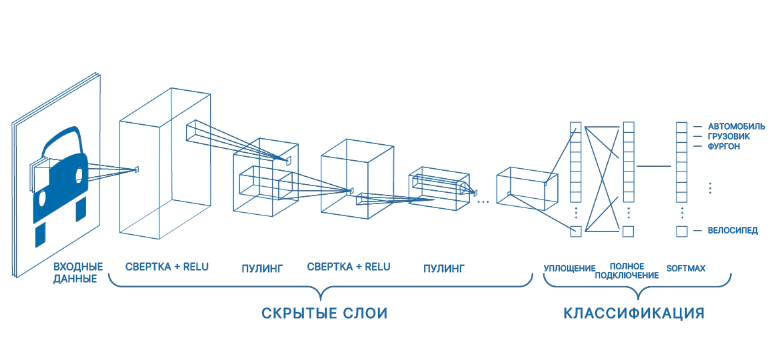 АВТОМОБИЛЬ
ГРУЗОВИК
ФУРГОН
ВЕЛОСИПЕД
ВХОДНЫЕ
ДАННЫЕ
СВЕРТКА + RELU
ПУЛИНГ
СВЕРТКА + RELU
ПУЛИНГ
УПЛОЩЕНИЕ
ПОЛНОЕ
ПОДКЛЮЧЕНИЕ
SOFTMAX
СКРЫТЫЕ СЛОИ
КЛАССИФИКАЦИЯ